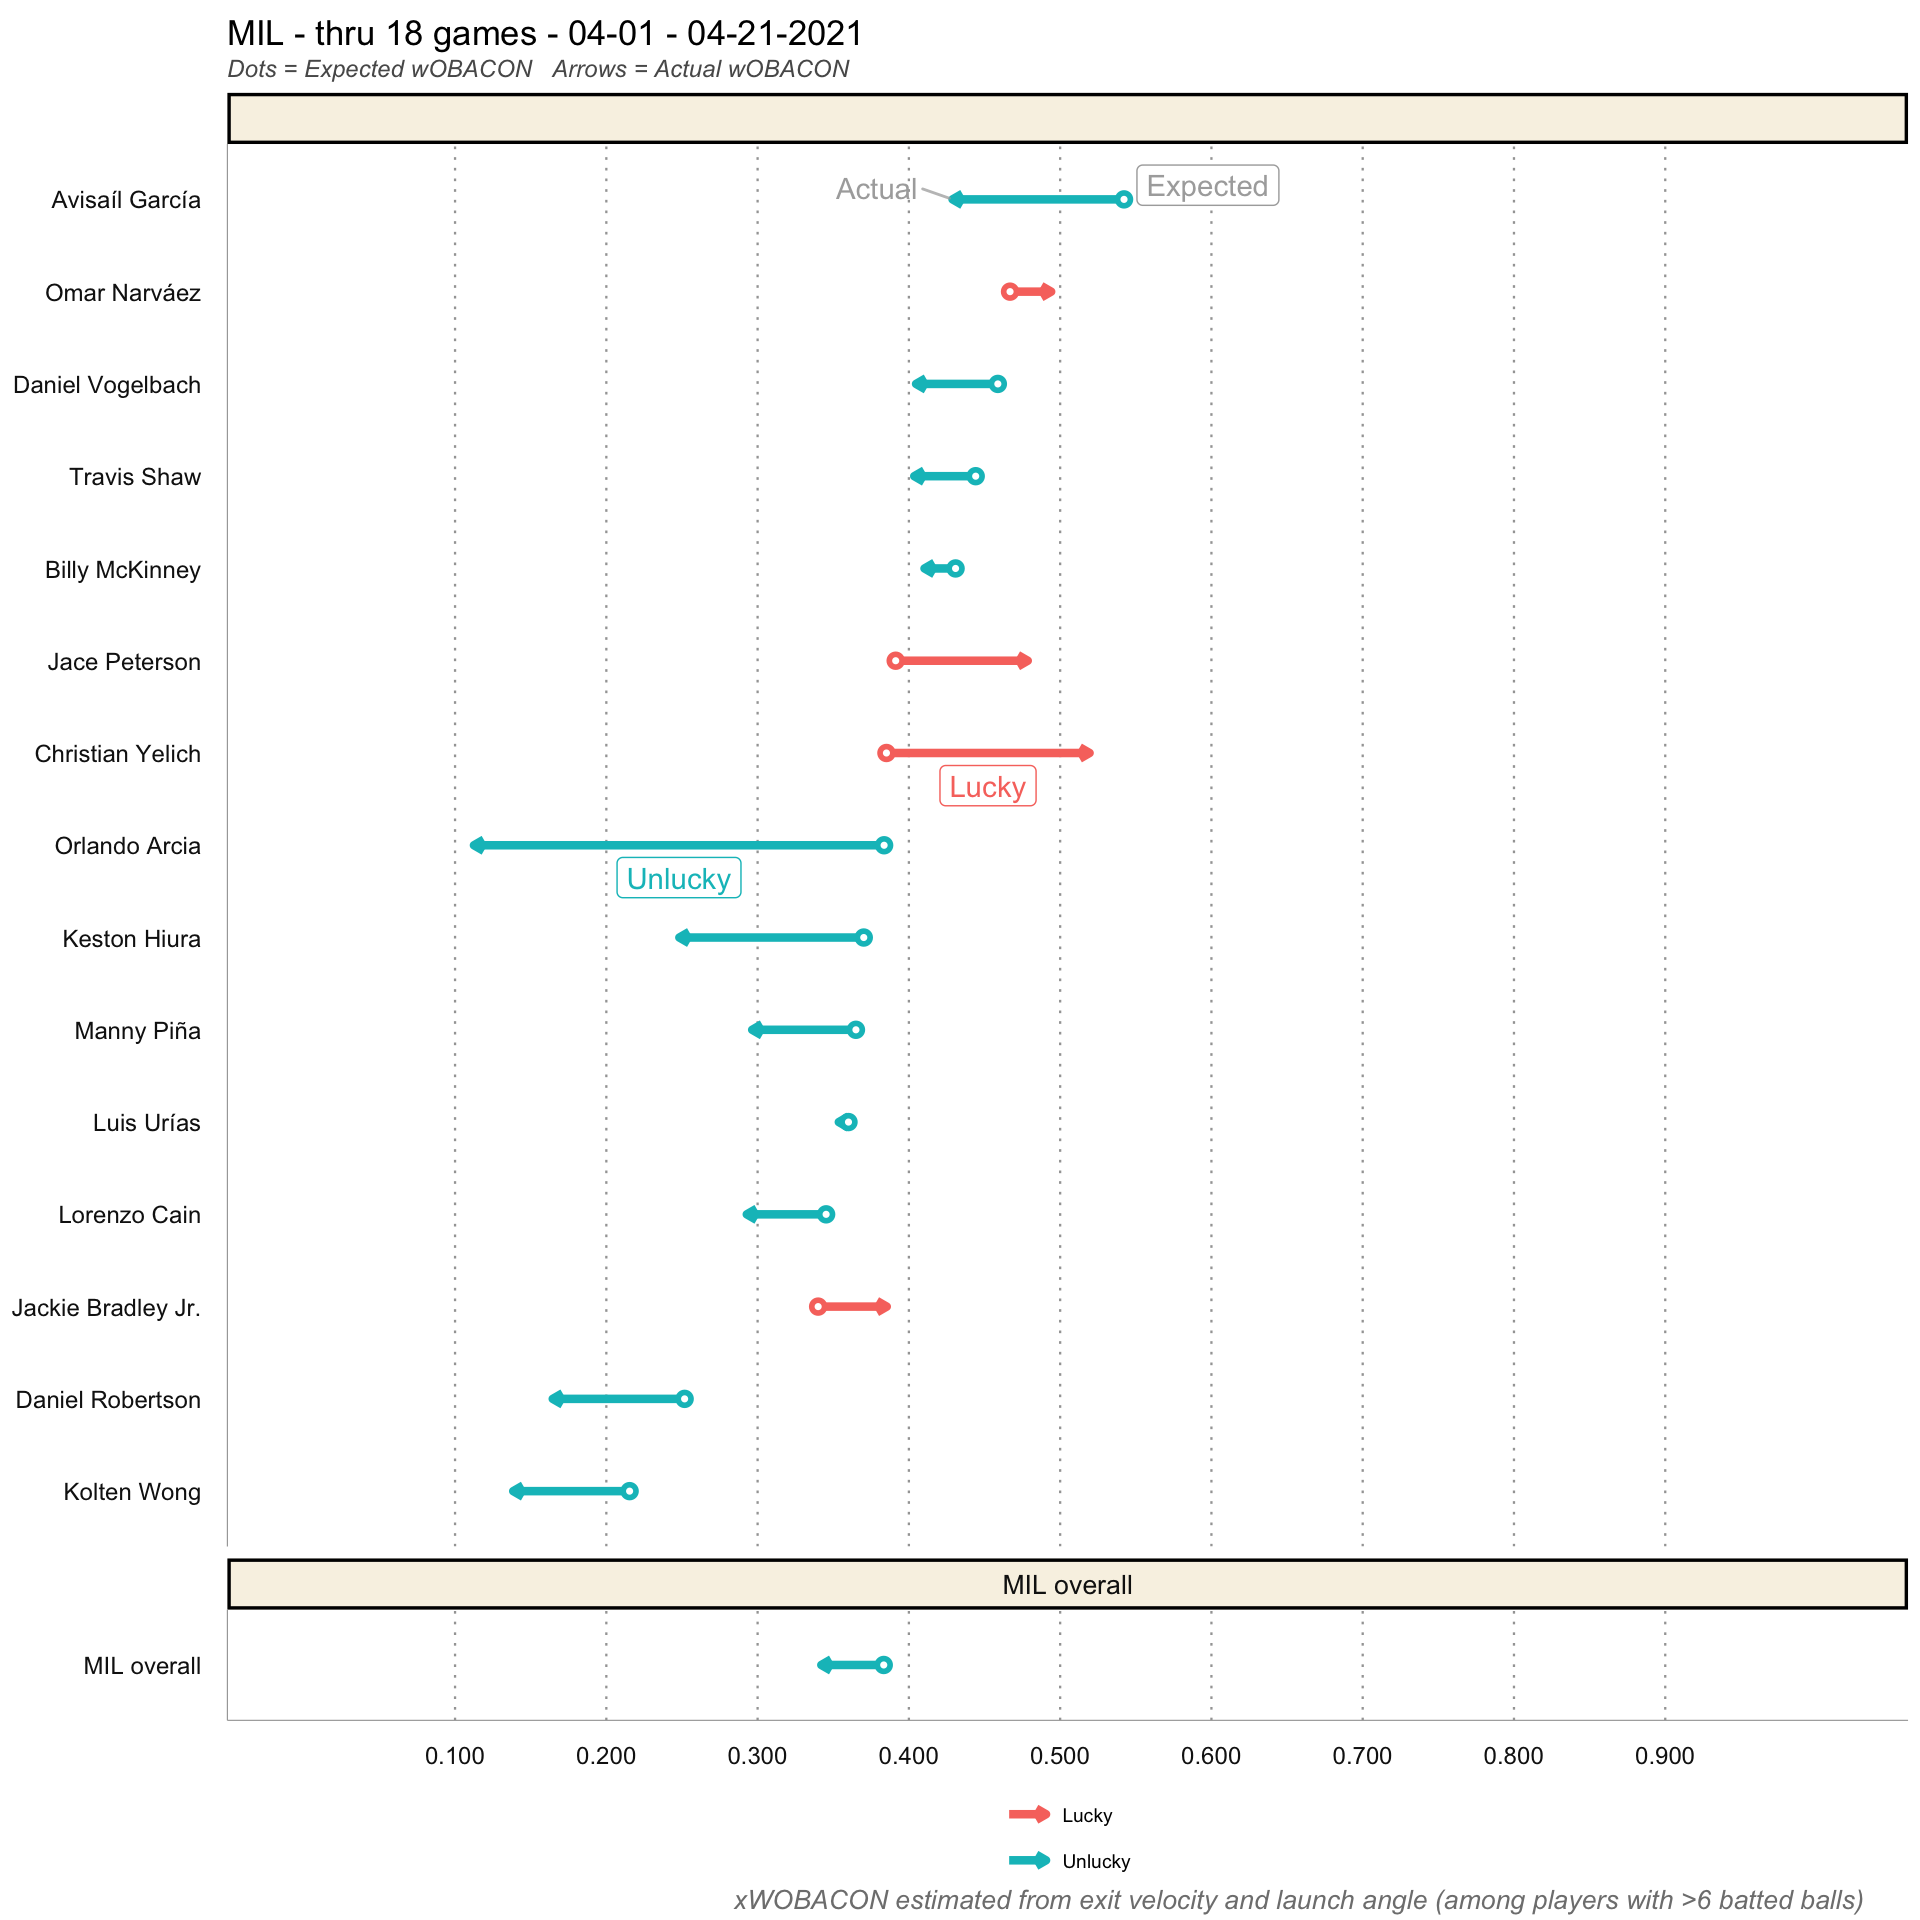 MIL - thru 18 games - 04-01 - 04-21-2021
Dots = Expected wOBACON   Arrows = Actual wOBACON
Avisaíl García
Actual
Expected
Omar Narváez
Daniel Vogelbach
Travis Shaw
Billy McKinney
Jace Peterson
Christian Yelich
Lucky
Orlando Arcia
Unlucky
Keston Hiura
Manny Piña
Luis Urías
Lorenzo Cain
Jackie Bradley Jr.
Daniel Robertson
Kolten Wong
MIL overall
MIL overall
0.100 0.200 0.300 0.400 0.500 0.600 0.700 0.800 0.900
Lucky
Unlucky
xWOBACON estimated from exit velocity and launch angle (among players with >6 batted balls)